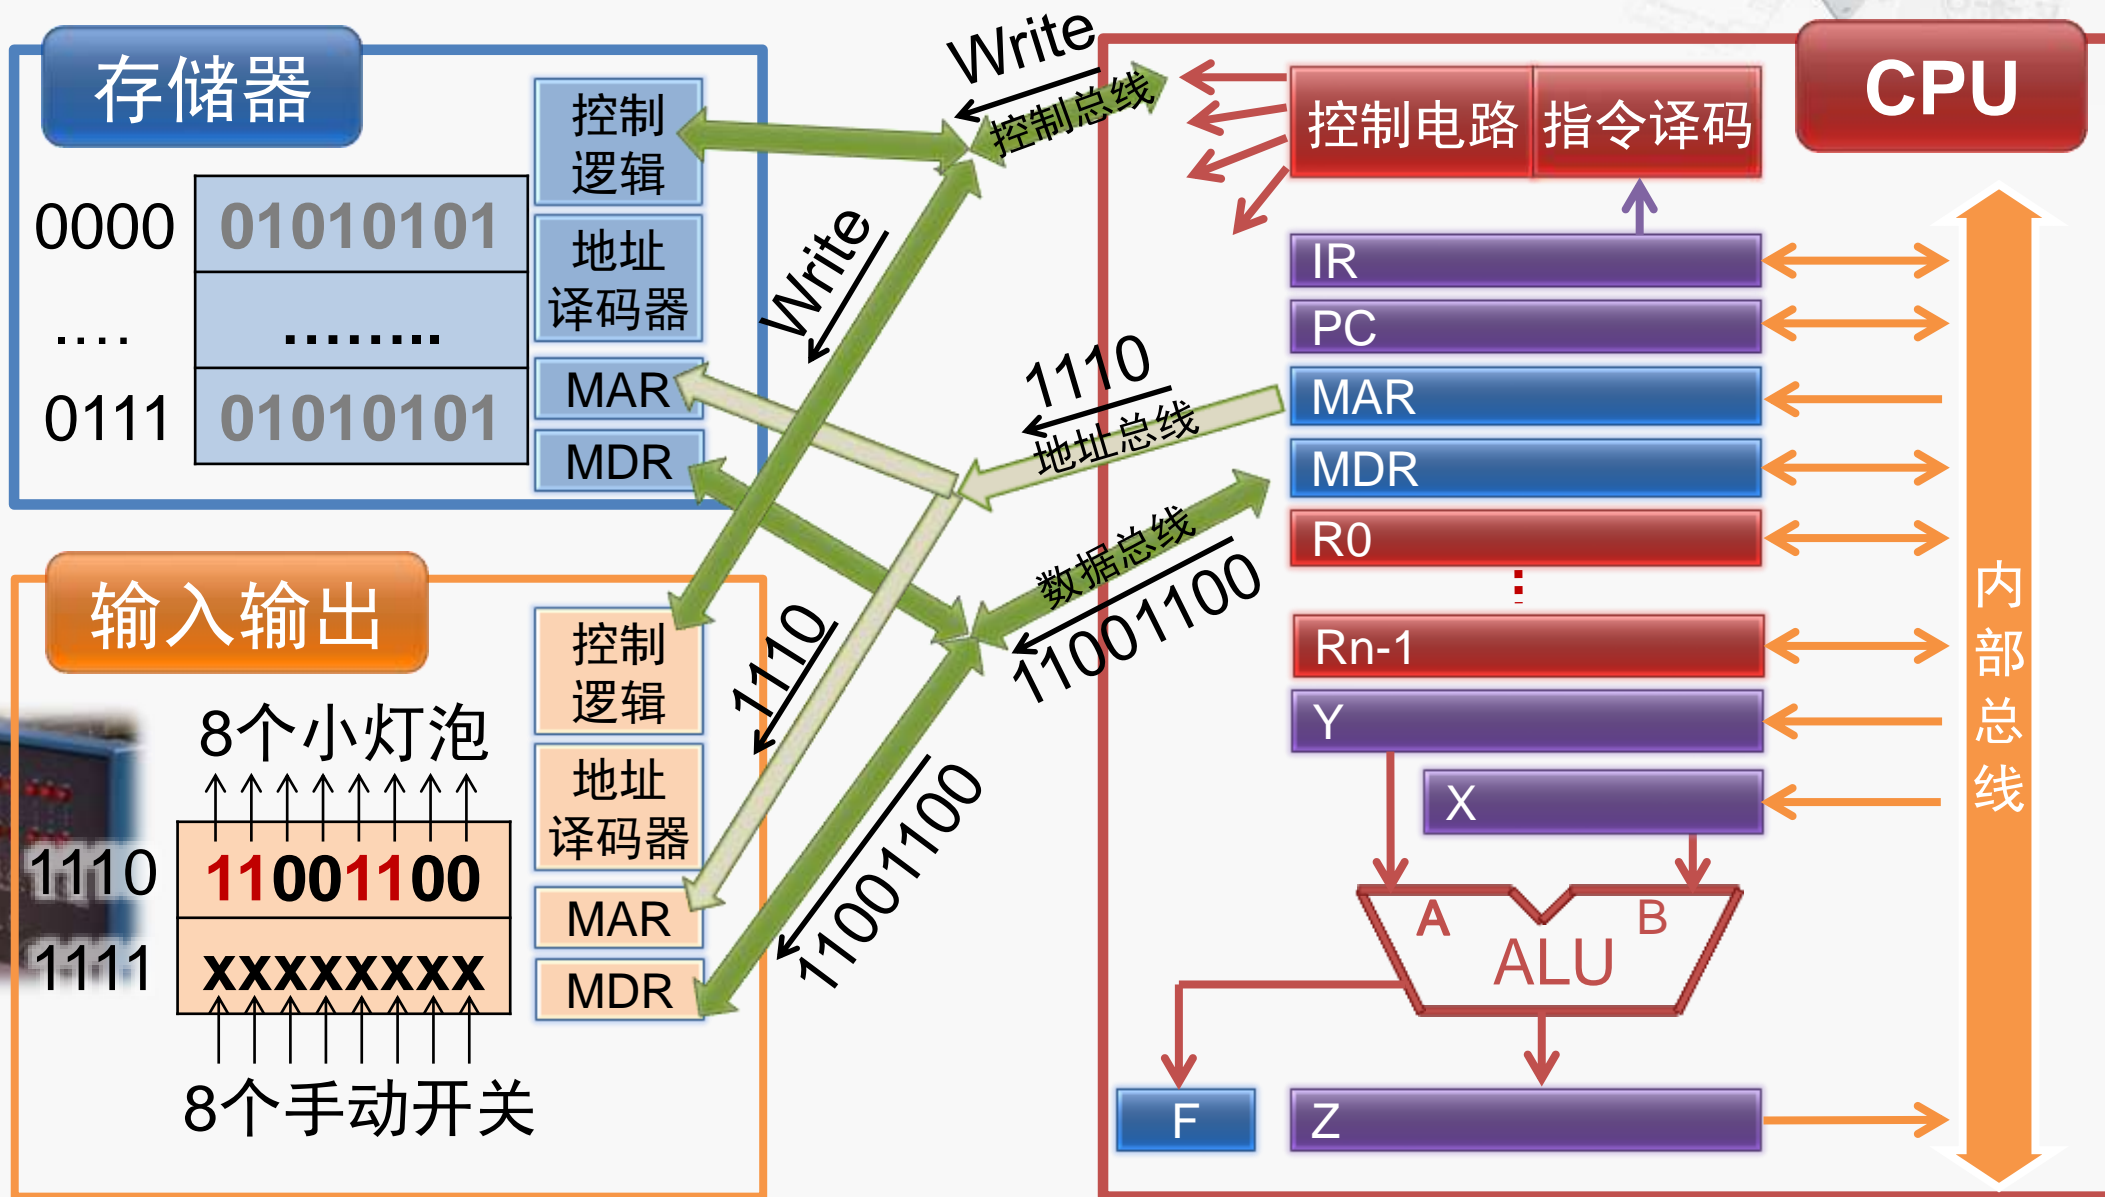 存储器
控制
逻辑
0000 01010101
地址
译码器
.... ........
MAR
0111 01010101
MDR
Write
控制总线
Write
1110
地址总线
数据总线
11001100
1110
11001100
输入输出
控制
逻辑
8个小灯泡
地址
译码器
1110 11001100
MAR
1111 xxxxxxxx
MDR
8个手动开关
CPU
控制电路 指令译码
IR
PC
MAR
MDR
R0
⋮
Rn-1
Y
X
A B
ALU
F Z
内部总线